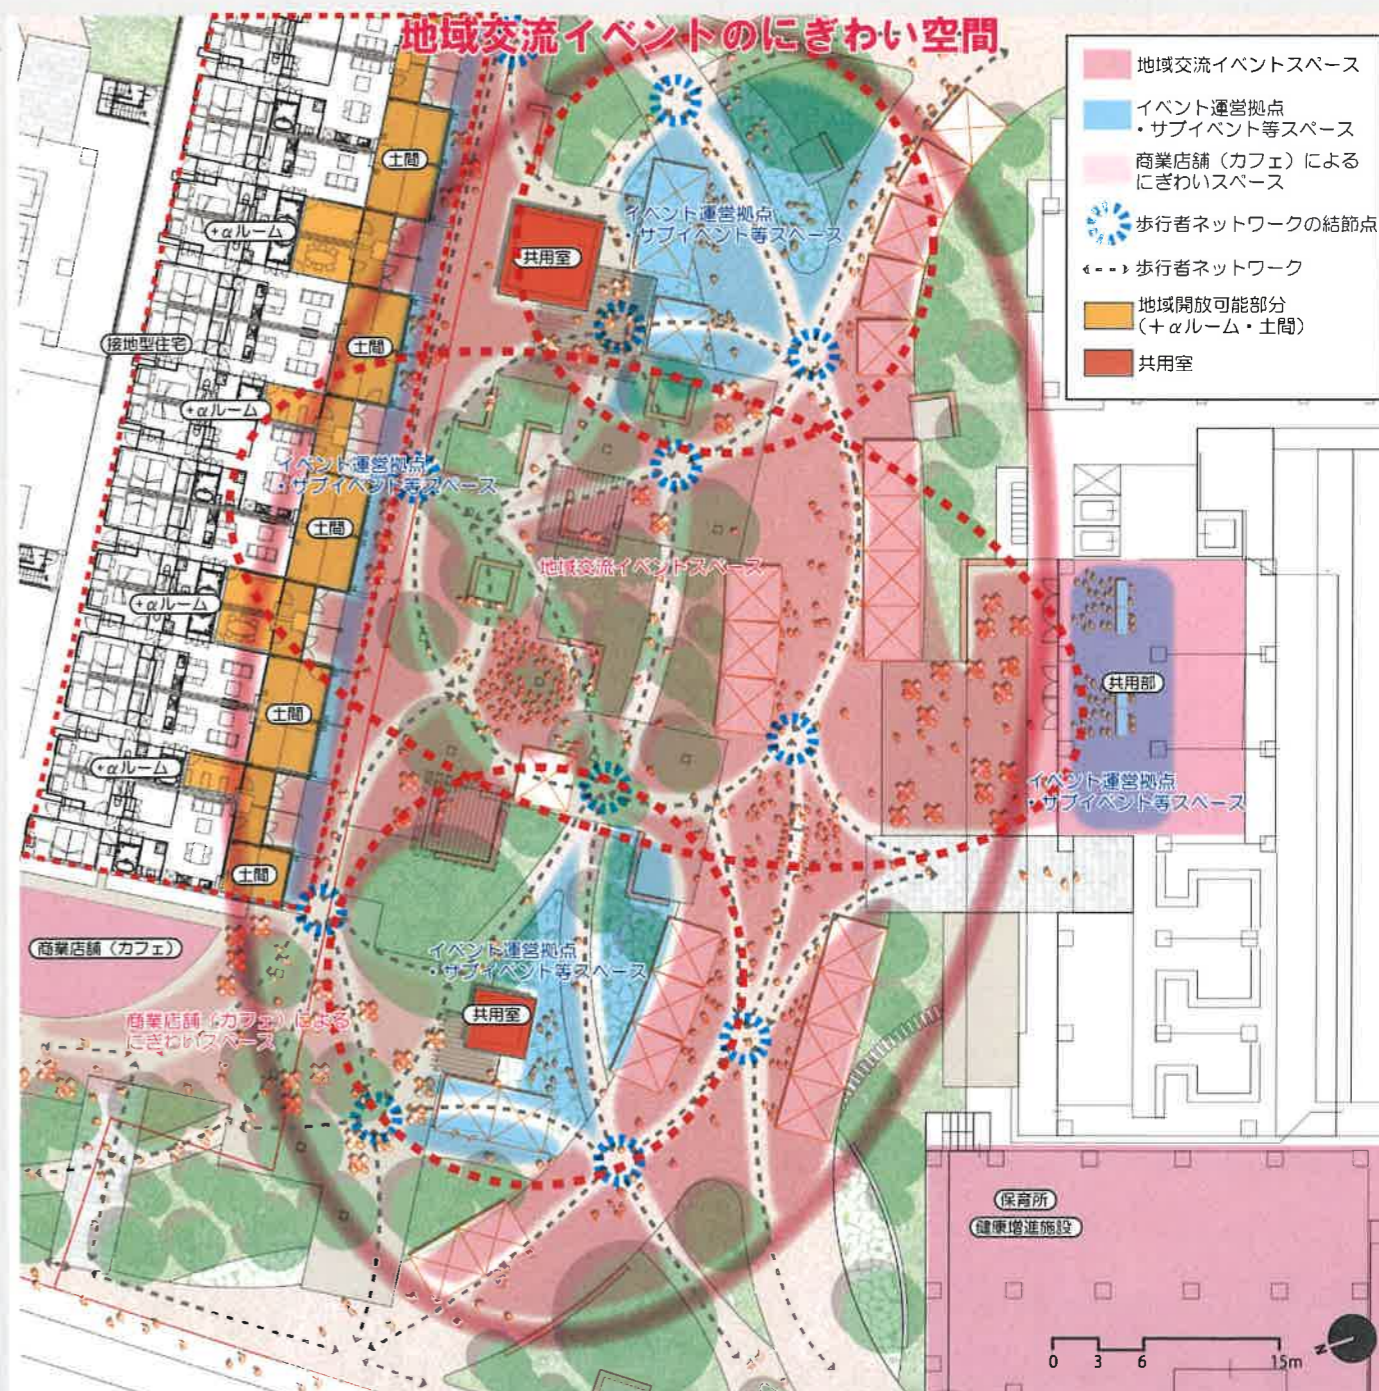 地域交流イベントのにぎわい空間
地域交流イベントスペース
イベント運営拠点
・サブイベント等スペース
商業店舗（カフェ）による
にぎわいスペース
歩行者ネットワークの結節点
歩行者ネットワーク
地域開放可能部分
（＋αルーム・土間）
共用室
土間
+αルーム
イベント運営拠点
・サブイベント等スペース
共用室
接地型住宅
土間
+αルーム
イベント運営拠点
・サブイベント等スペース
土間
地域交流イベントスペース
+αルーム
共用部
土間
+αルーム
イベント運営拠点
・サブイベント等スペース
土間
商業店舗（カフェ）
イベント運営拠点
・サブイベント等スペース
共用室
商業店舗（カフェ）による
にぎわいスペース
保育所
健康増進施設
0 3 6 15m
N